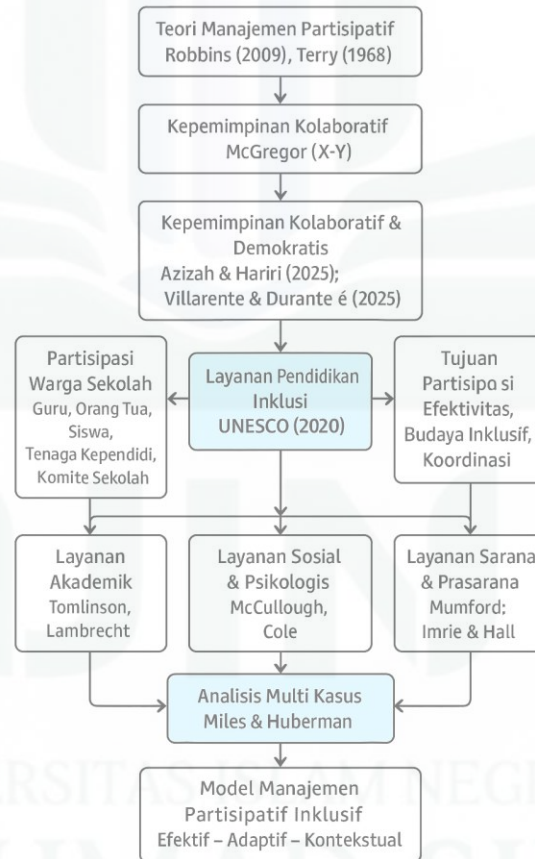 Teori Manajemen Partisipatif
Robbins (2009), Terry (1968)
Kepemimpinan Kolaboratif
McGregor (X-Y)
Kepemimpinan Kolaboratif &
Demokratis
Azizah & Hariri (2025);
Villarente & Durante é (2025)
Partisipasi
Warga Sekolah
Guru, Orang Tua,
Siswa,
Tenaga Kependidi,
Komite Sekolah
Layanan Pendidikan
Inklusi
UNESCO (2020)
Tujuan
Partisipo si
Efektivitas,
Budaya Inklusif,
Koordinasi
Layanan
Akademik
Tomlinson,
Lambrecht
Layanan Sosial
& Psikologis
McCullough,
Cole
Layanan Sarana
& Prasarana
Mumford:
Imrie & Hall
Analisis Multi Kasus
Miles & Huberman
Model Manajemen
Partisipatif Inklusif
Efektif – Adaptif – Kontekstual